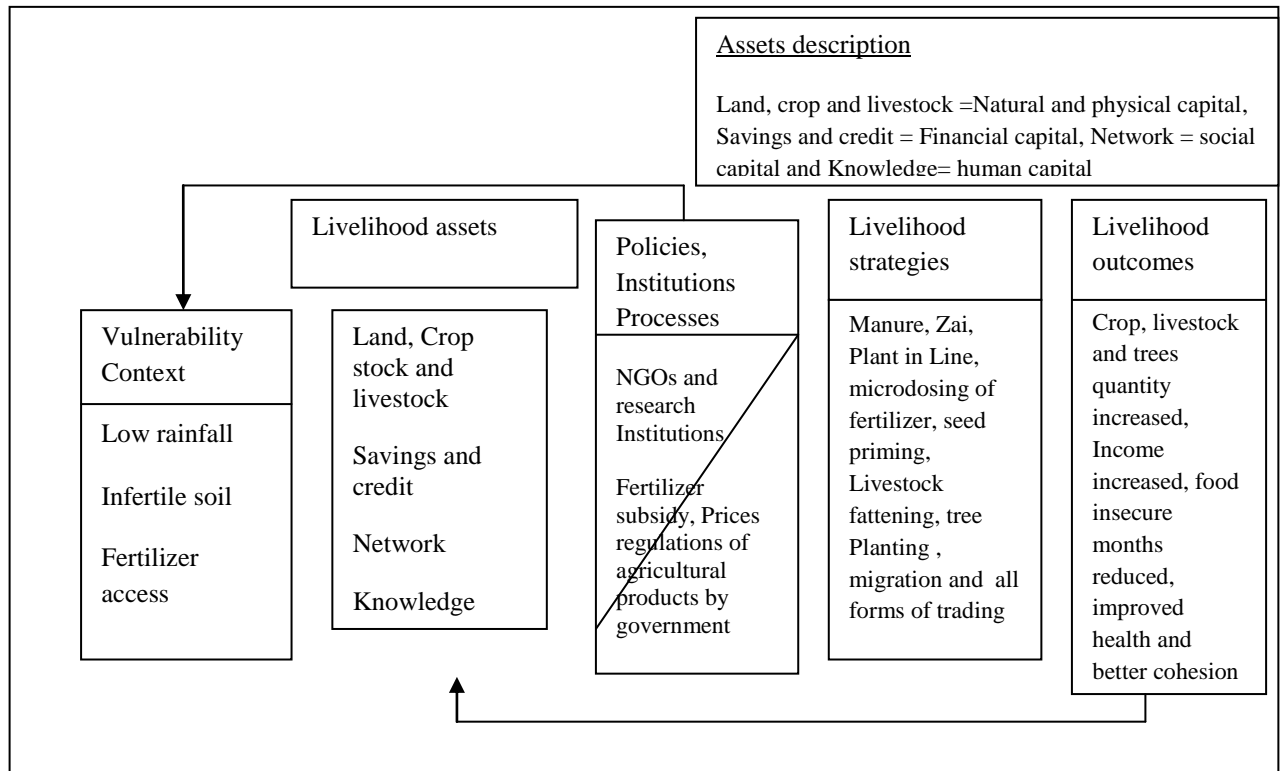 Assets description
Land, crop and livestock =Natural and physical capital,
Savings and credit = Financial capital, Network = social
capital and Knowledge= human capital
Vulnerability
Context
Low rainfall
Infertile soil
Fertilizer
access
Livelihood assets
Land, Crop
stock and
livestock
Savings and
credit
Network
Knowledge
Policies,
Institutions
Processes
NGOs and
research
Institutions
Fertilizer
subsidy, Prices
regulations of
agricultural
products by
government
Livelihood
strategies
Manure, Zai,
Plant in Line,
microdosing of
fertilizer, seed
priming,
Livestock
fattening, tree
Planting ,
migration and all
forms of trading
Livelihood
outcomes
Crop, livestock
and trees
quantity
increased,
Income
increased, food
insecure
months
reduced,
improved
health and
better cohesion